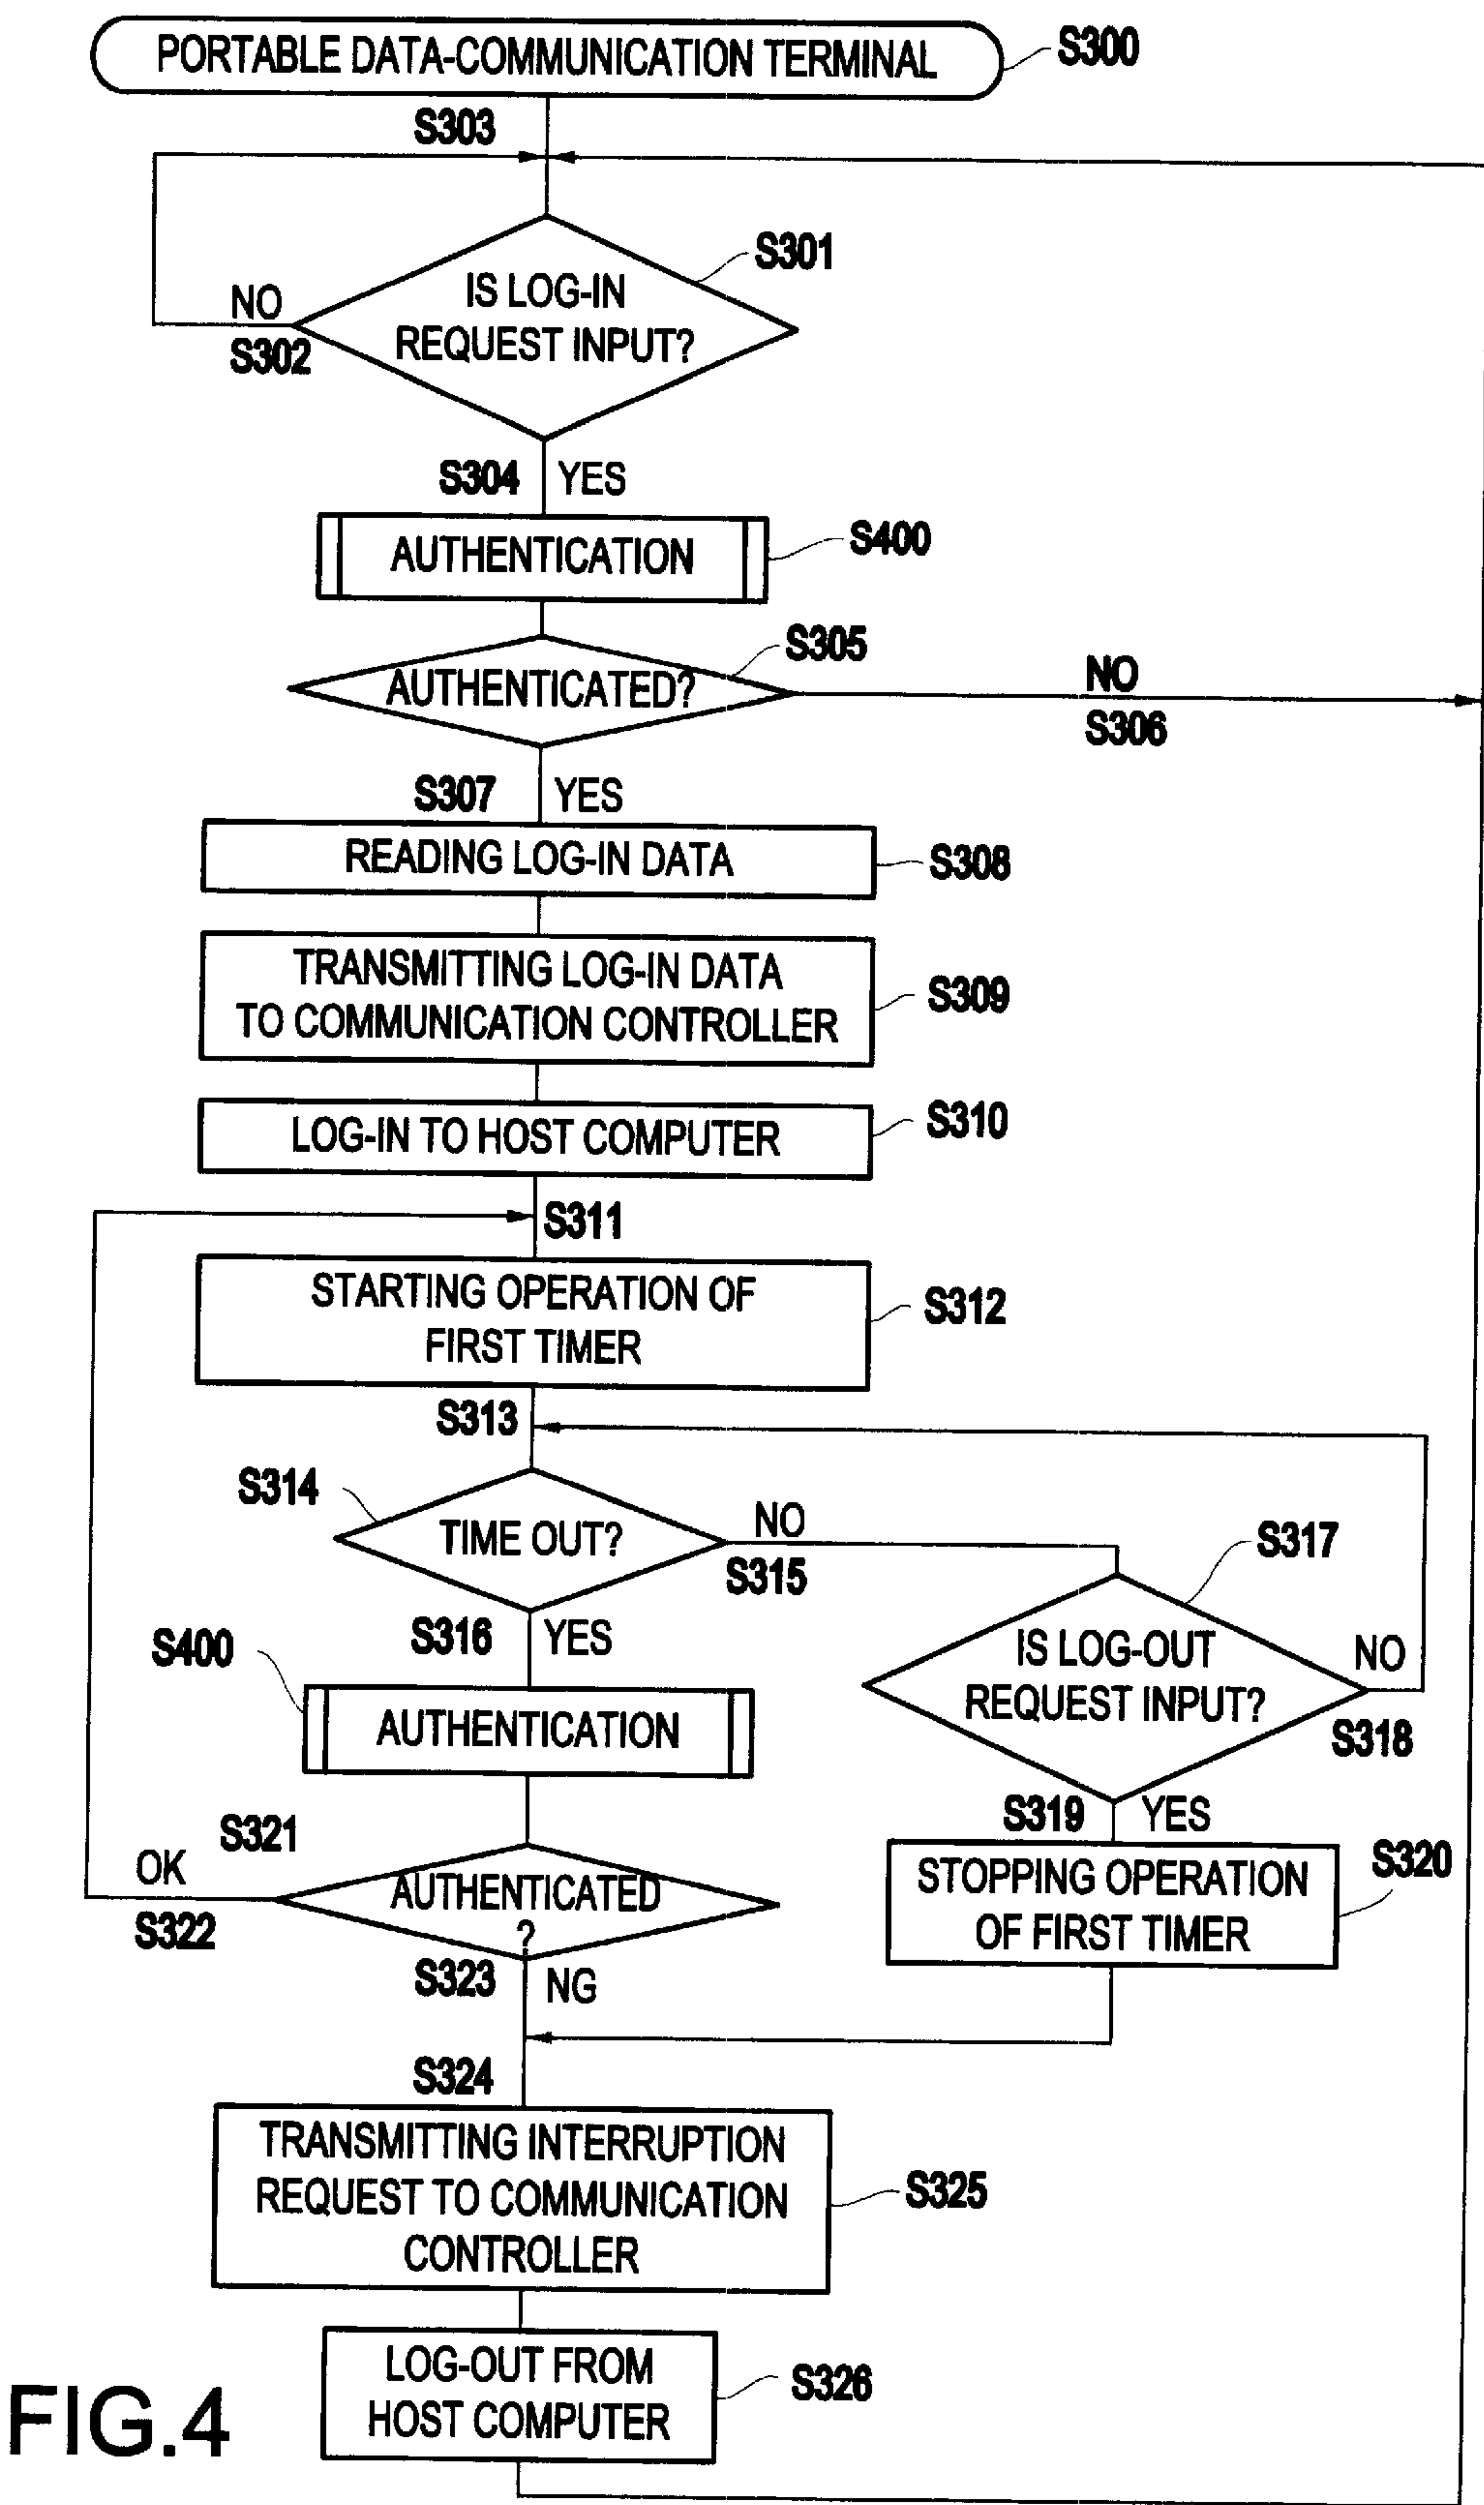 PORTABLE DATA-COMMUNICATION TERMINAL
S300
S303
S301
IS LOG-IN
REQUEST INPUT?
NO
S302
S304
YES
AUTHENTICATION
S400
S305
AUTHENTICATED?
NO
S306
S307
YES
READING LOG-IN DATA
S308
TRANSMITTING LOG-IN DATA
TO COMMUNICATION CONTROLLER
S309
LOG-IN TO HOST COMPUTER
S310
S311
STARTING OPERATION OF
FIRST TIMER
S312
S313
S314
TIME OUT?
NO
S315
S317
S316
YES
IS LOG-OUT
REQUEST INPUT?
NO
S318
S400
AUTHENTICATION
S319
YES
S321
OK
S322
AUTHENTICATED
?
STOPPING OPERATION
OF FIRST TIMER
S320
S323
NG
S324
TRANSMITTING INTERRUPTION
REQUEST TO COMMUNICATION
CONTROLLER
S325
LOG-OUT FROM
HOST COMPUTER
S326
FIG.4